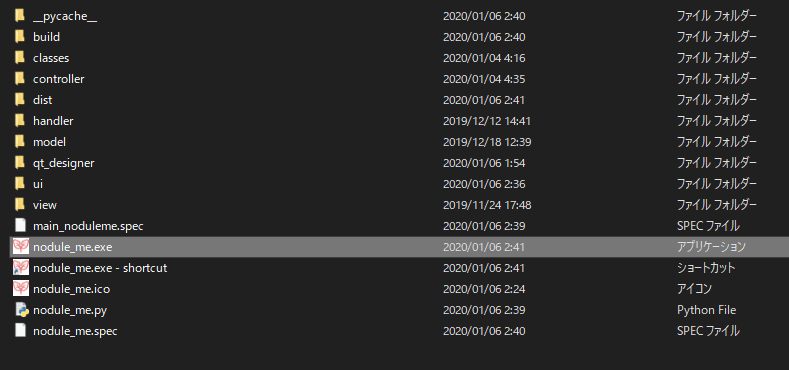 __pycache__ 2020/01/06 2:40 ファイル フォルダー
build 2020/01/06 2:40 ファイル フォルダー
classes 2020/01/04 4:16 ファイル フォルダー
controller 2020/01/04 4:35 ファイル フォルダー
dist 2020/01/06 2:41 ファイル フォルダー
handler 2019/12/12 14:41 ファイル フォルダー
model 2019/12/18 12:39 ファイル フォルダー
qt_designer 2020/01/06 1:54 ファイル フォルダー
ui 2020/01/06 2:36 ファイル フォルダー
view 2019/11/24 17:48 ファイル フォルダー
main_noduleme.spec 2020/01/06 2:39 SPEC ファイル
nodule_me.exe 2020/01/06 2:41 アプリケーション
nodule_me.exe - shortcut 2020/01/06 2:41 ショートカット
nodule_me.ico 2020/01/06 2:24 アイコン
nodule_me.py 2020/01/06 2:39 Python File
nodule_me.spec 2020/01/06 2:40 SPEC ファイル